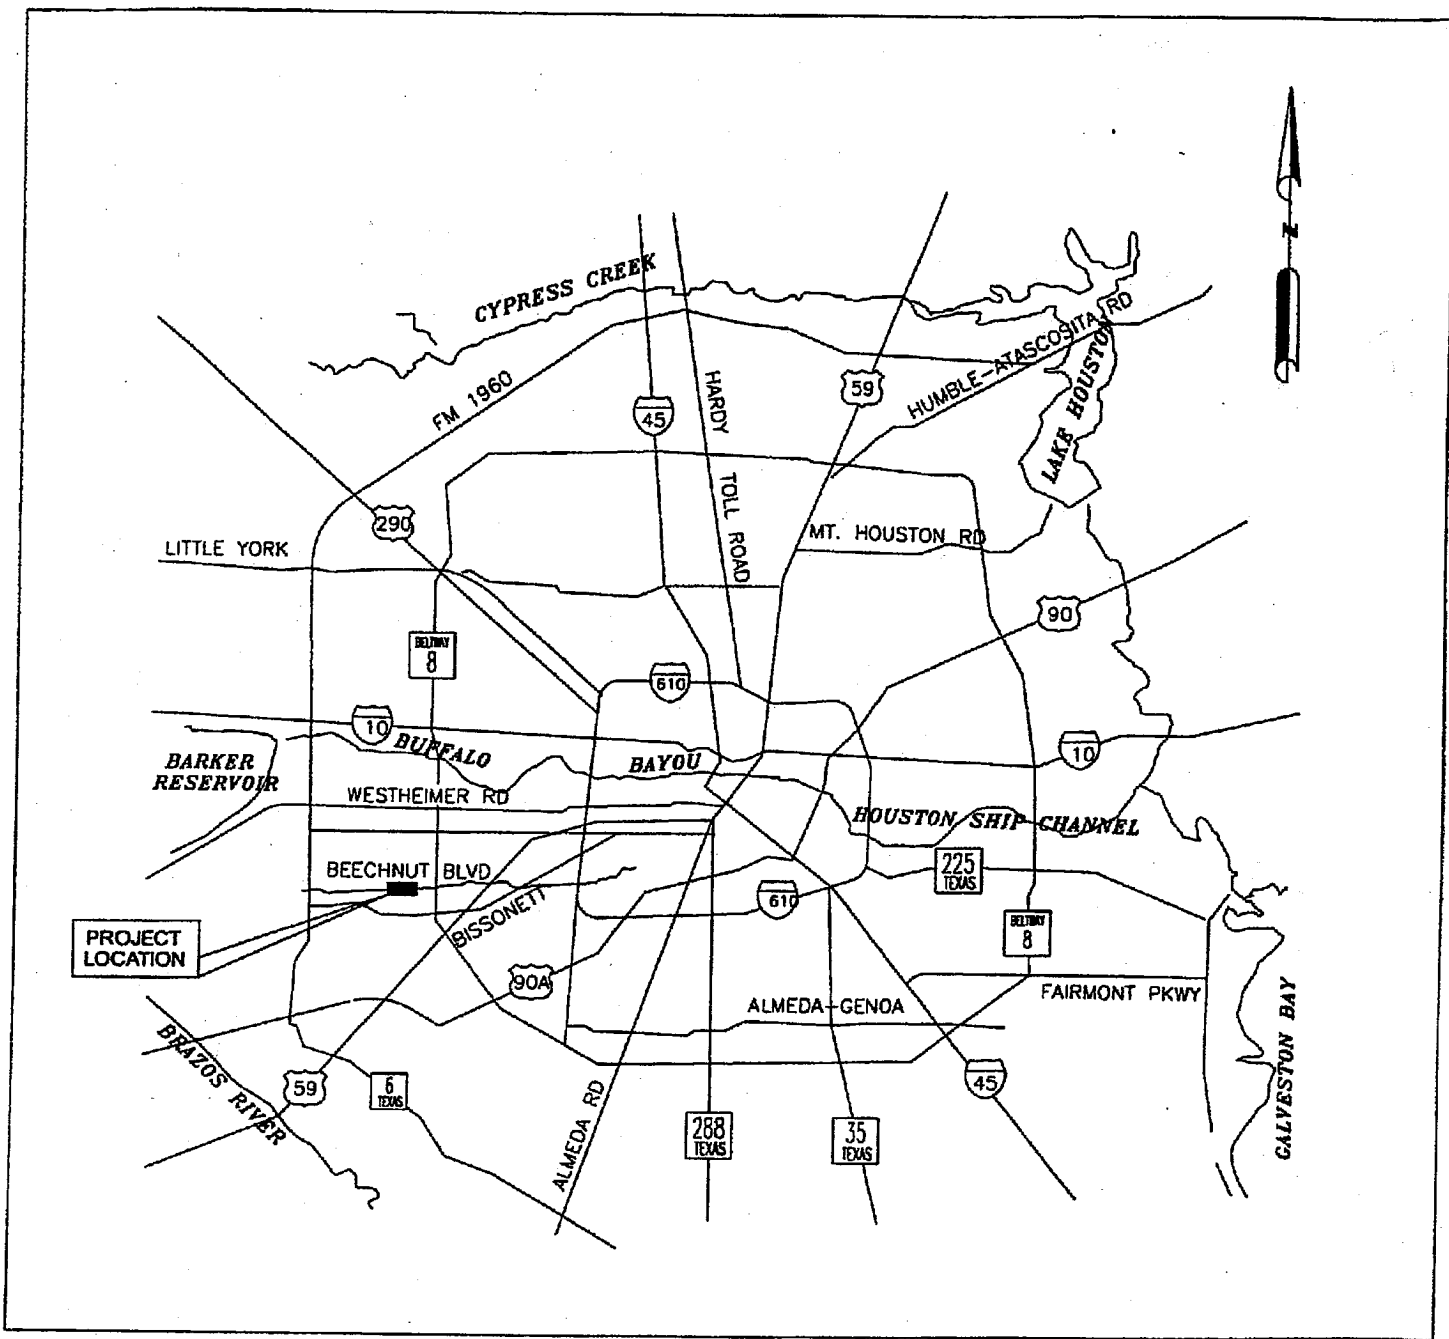 N
CYPRESS CREEK
HUMBLE-ATASCOSITA RD
LAKE HOUSTON
FM 1960
45
HARDY
TOLL ROAD
59
290
LITTLE YORK
MT. HOUSTON RD
90
BELTWAY
8
610
10
BUFFALO
BAYOU
10
BARKER
RESERVOIR
WESTHEIMER RD
HOUSTON SHIP CHANNEL
BEECHNUT BLVD
225
TEXAS
BISSONETT
610
BELTWAY
8
PROJECT
LOCATION
90A
FAIRMONT PKWY
ALMEDA-GENOA
GALVESTON BAY
BRAZOS RIVER
59
6
TEXAS
45
ALMEDA RD
288
TEXAS
35
TEXAS